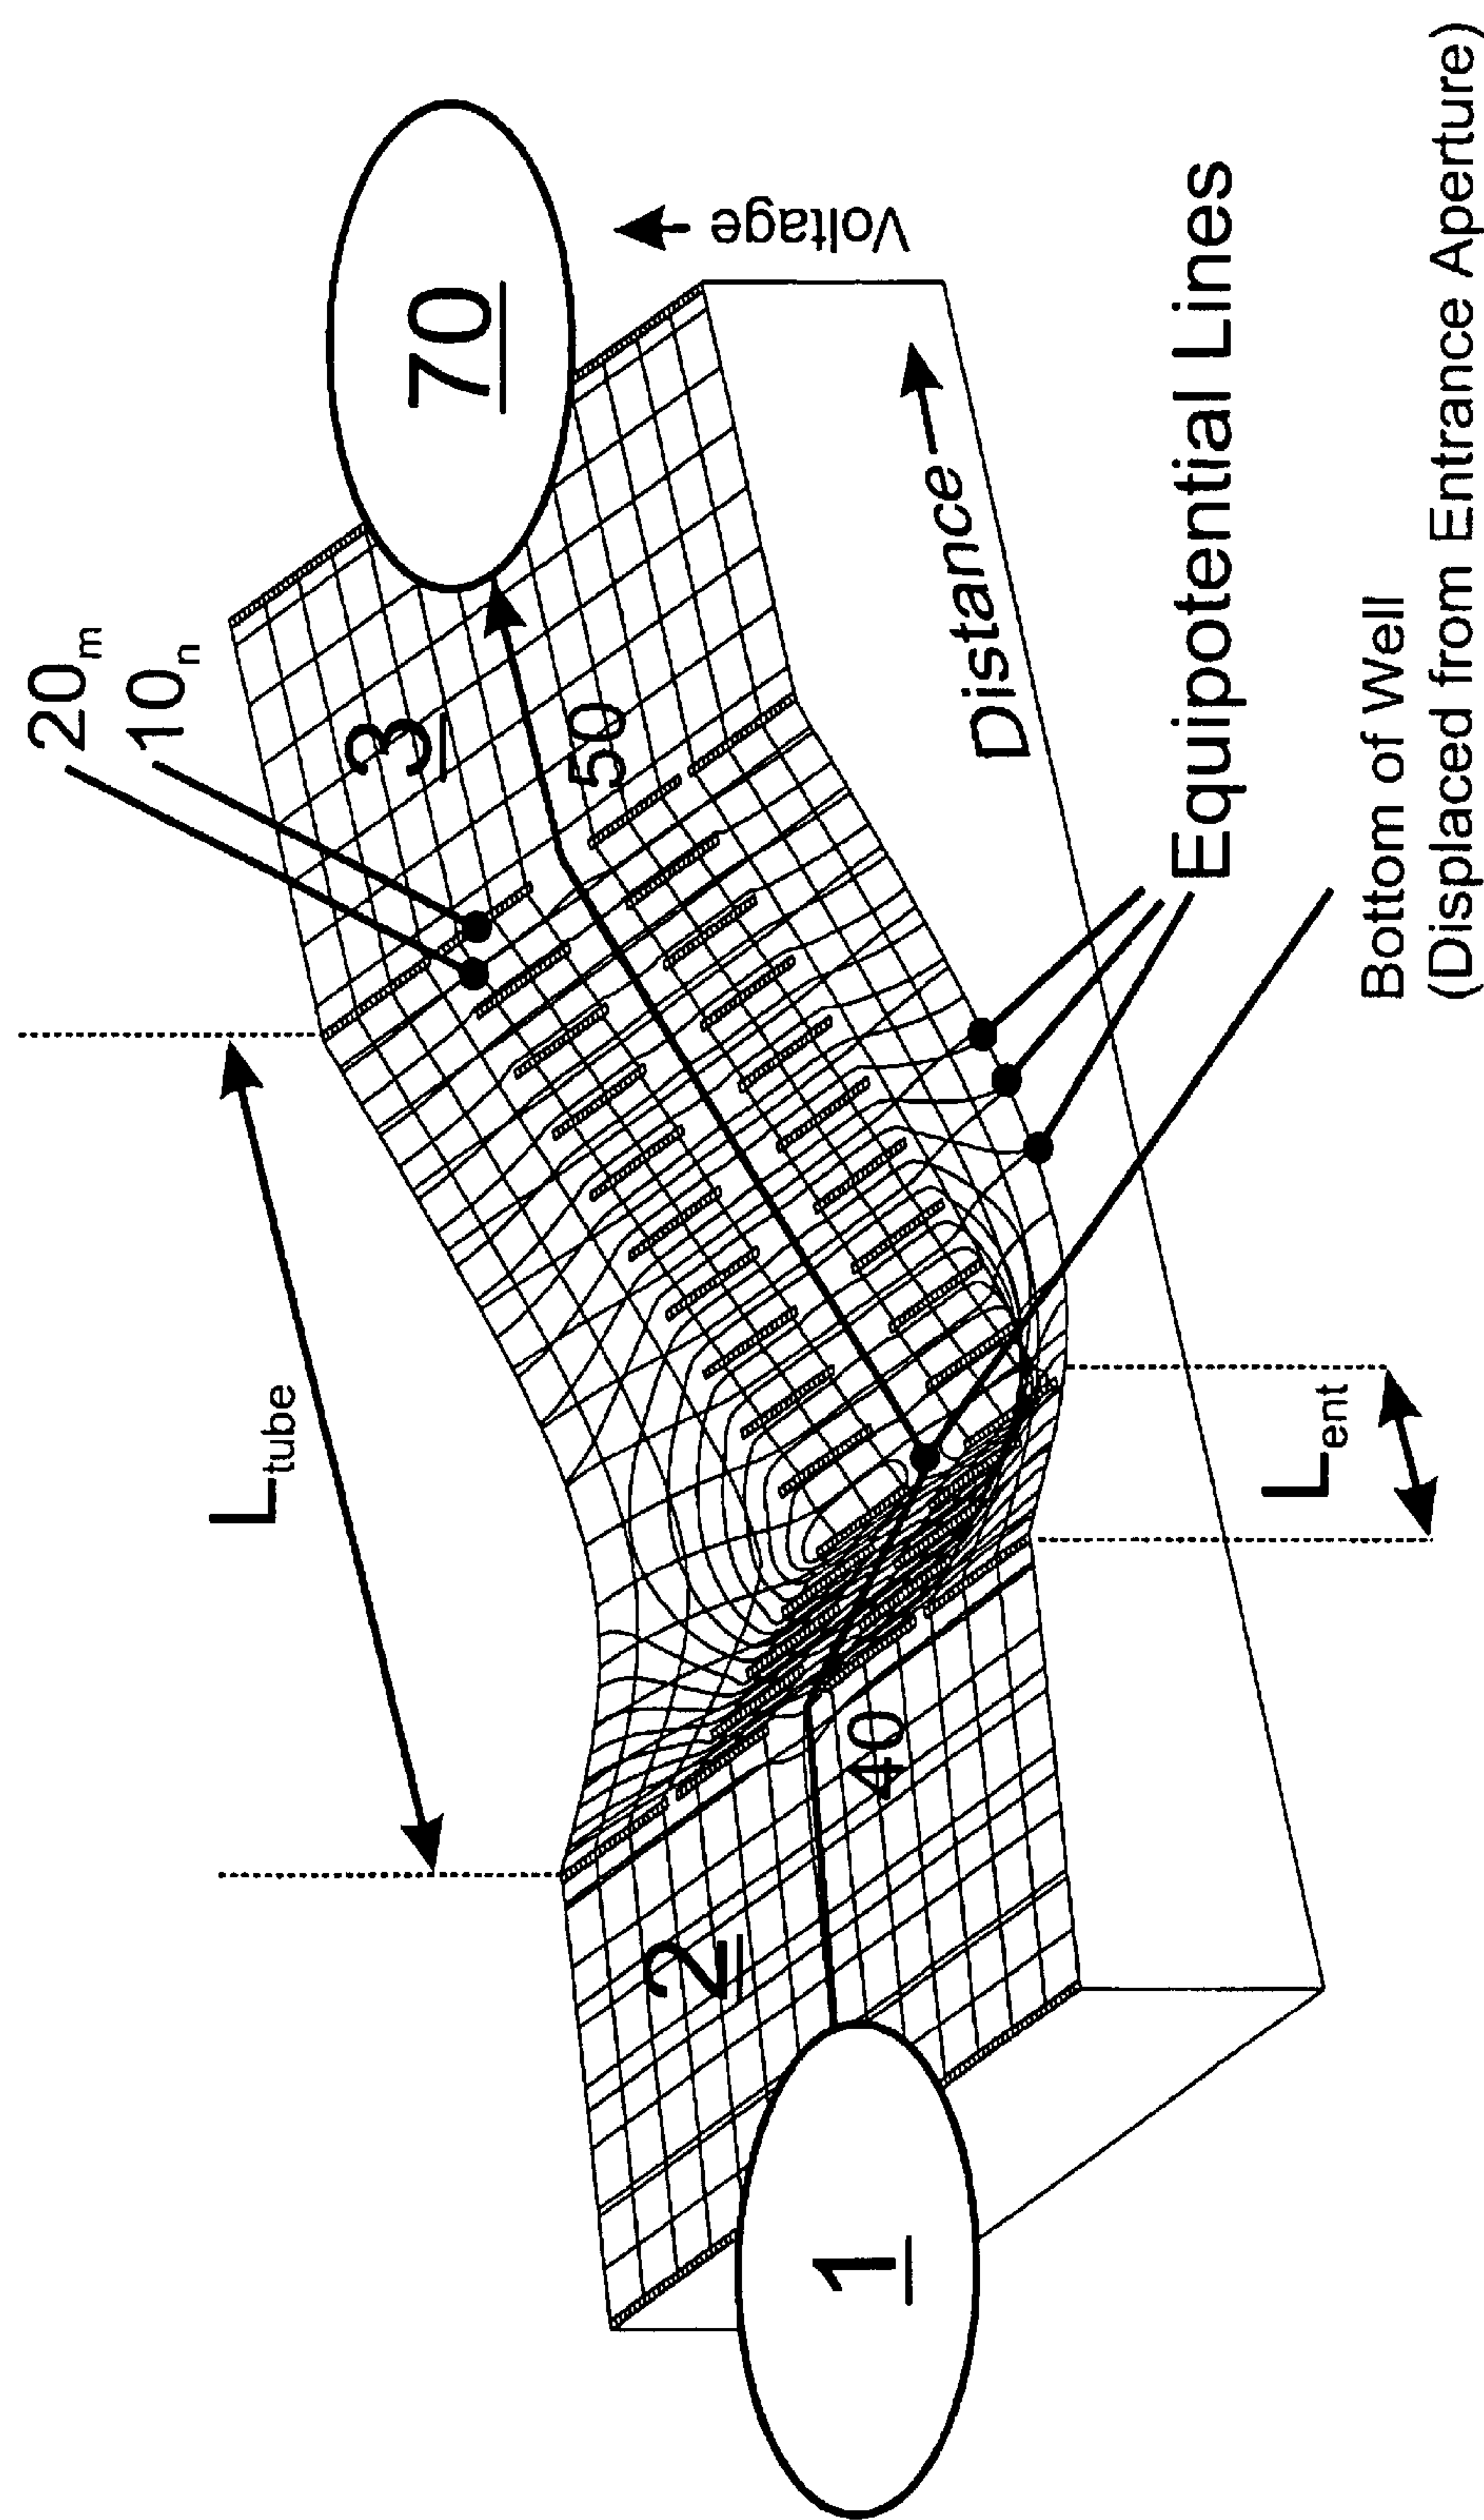 20m
10n
3
50
70
Voltage
Distance
Equipotential Lines
Bottom of Well
(Displaced from Entrance Aperture)
Ltube
Lent
2
40
1